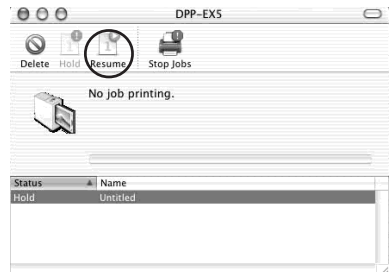 DPP-EX5
Delete Hold Resume Stop Jobs
No job printing.
Status Name
Hold Untitled